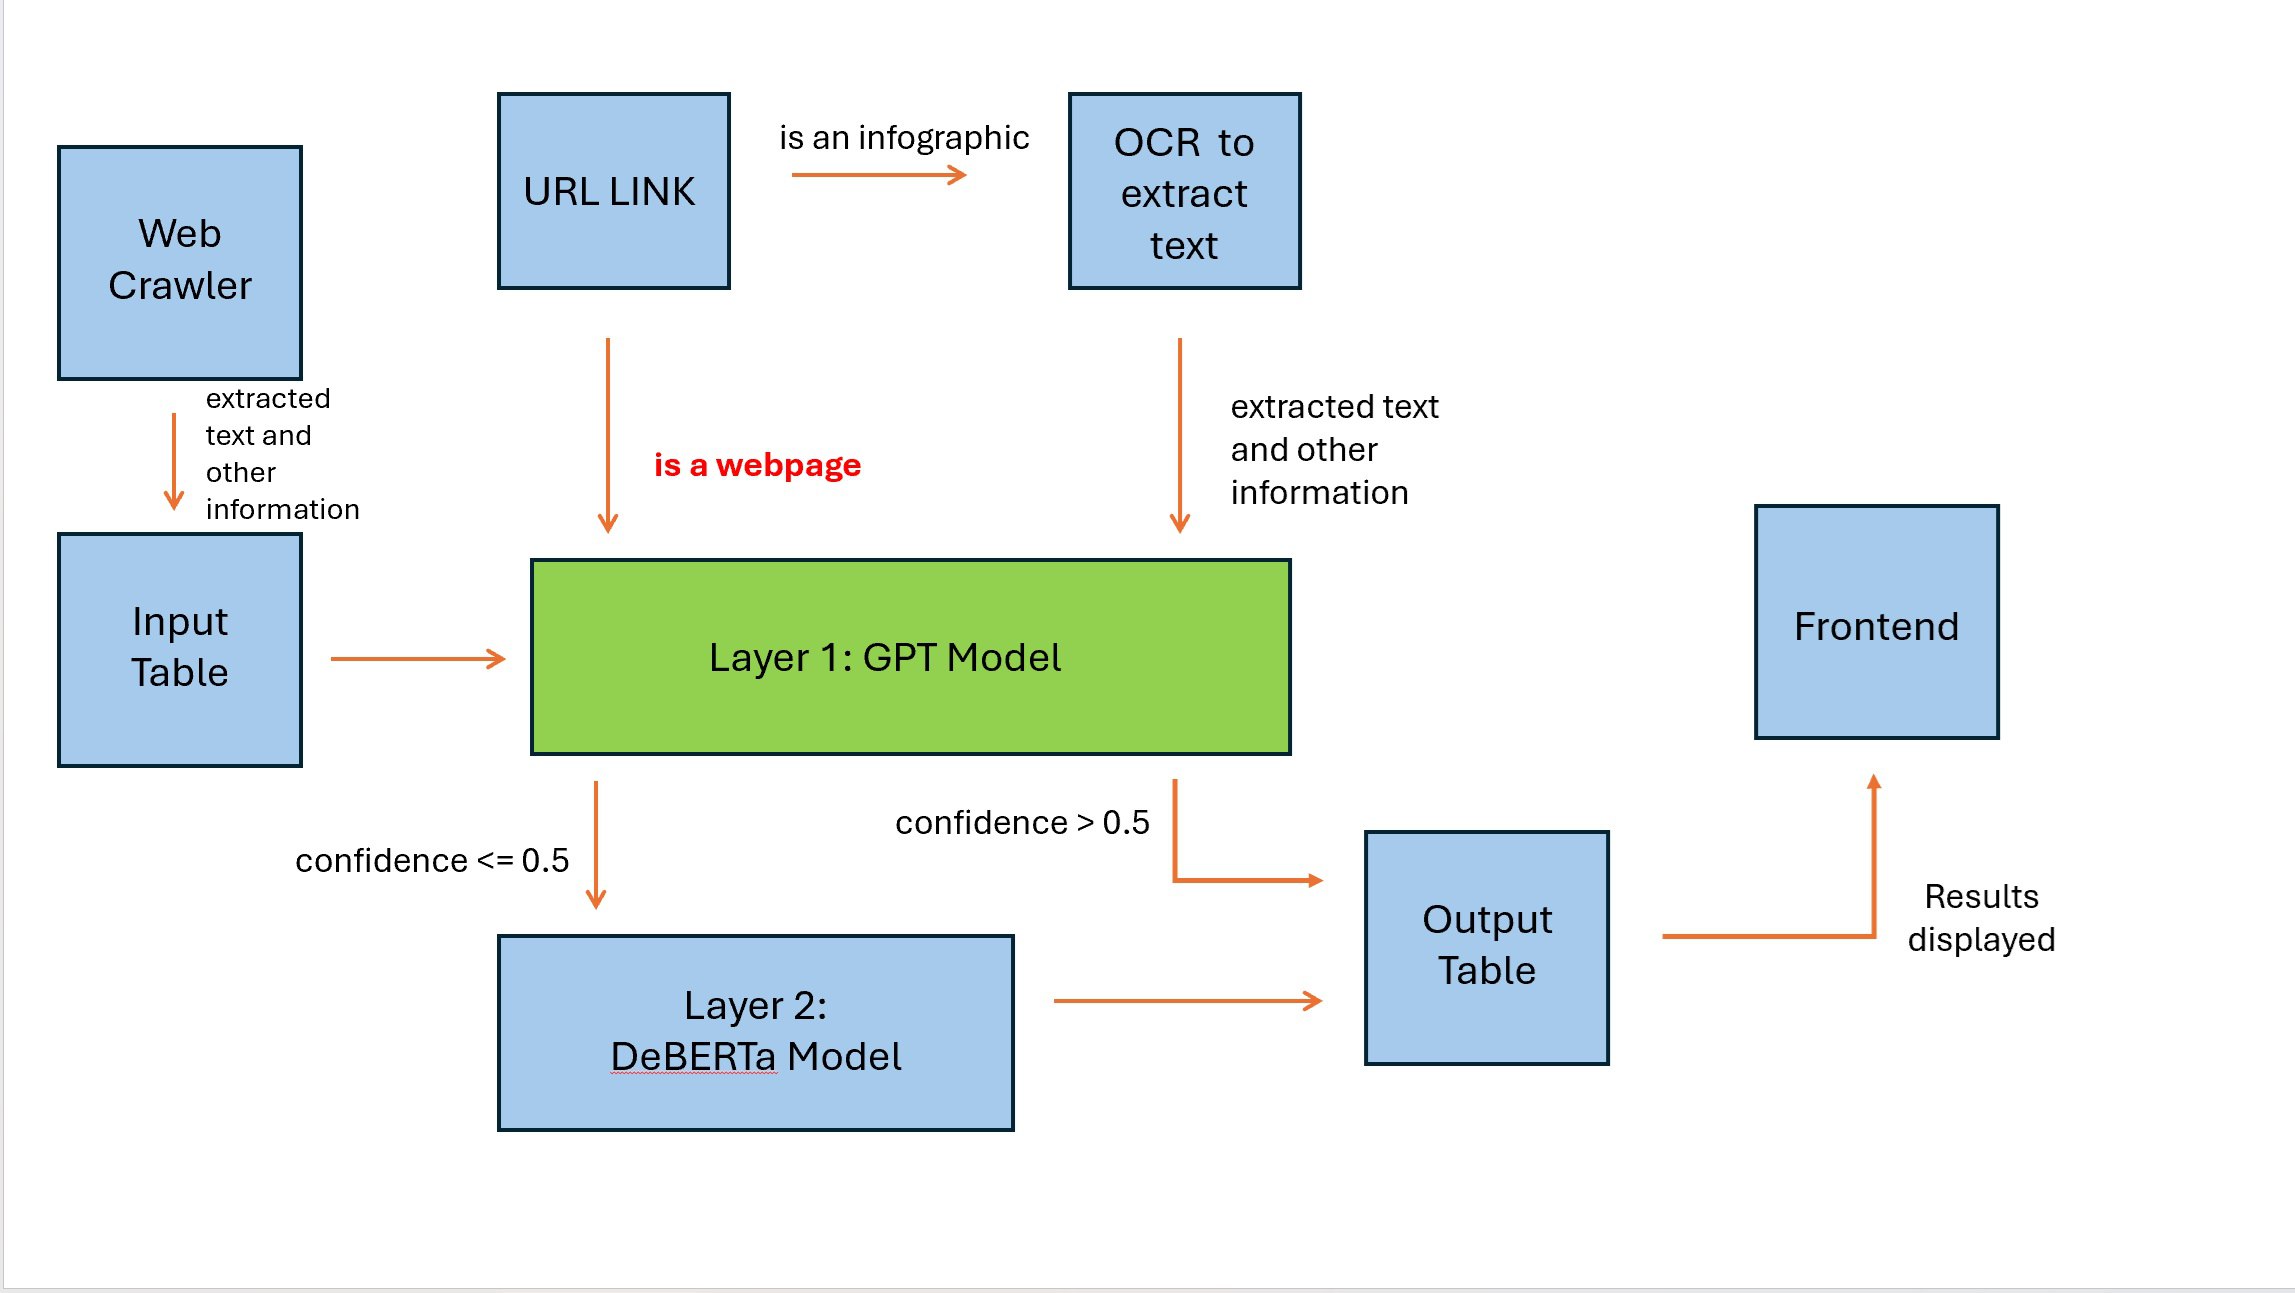 Web
Crawler
URL LINK
is an infographic
OCR  to
extract
text
extracted
text and
other
information
is a webpage
extracted text
and other
information
Input
Table
Layer 1: GPT Model
Frontend
confidence <= 0.5
confidence > 0.5
Layer 2:
DeBERTa Model
Output
Table
Results
displayed